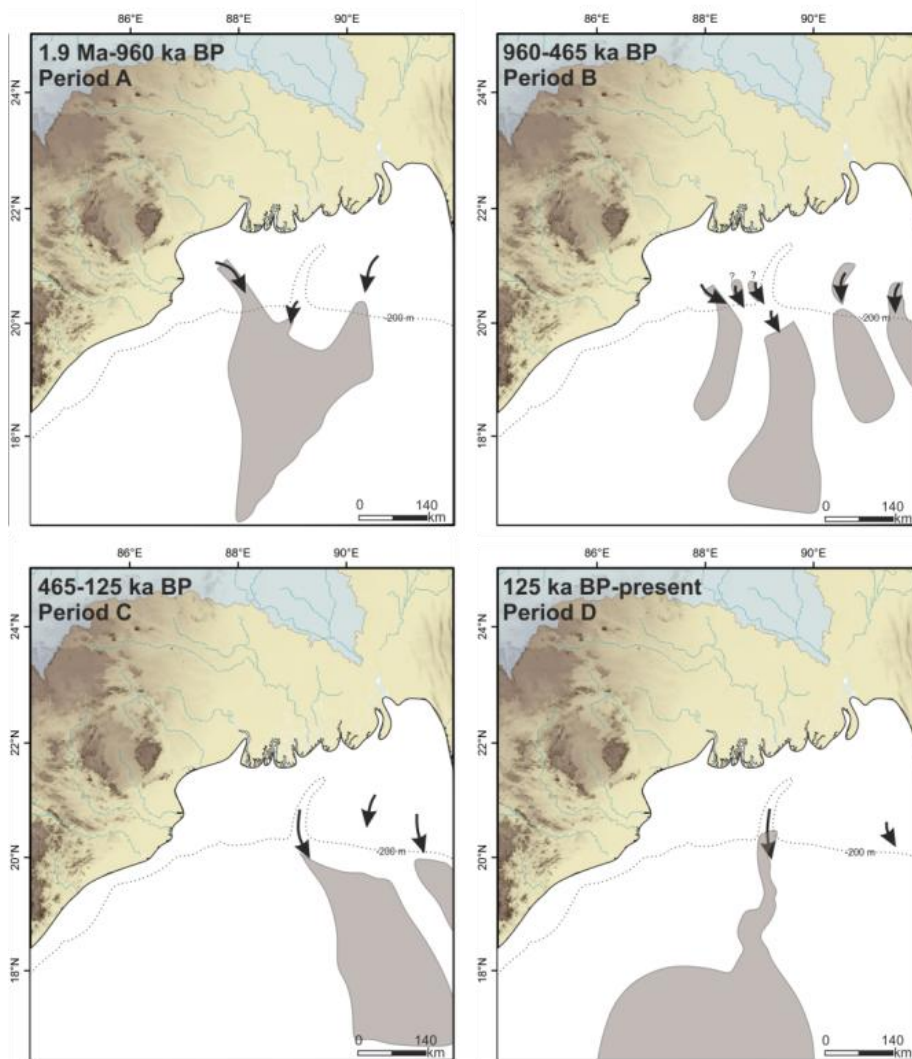 86°E 88°E 90°E
1.9 Ma-960 ka BP
Period A
24°N
22°N
20°N
18°N
-200 m
0 140
km
86°E 88°E 90°E
960-465 ka BP
Period B
24°N
22°N
20°N
18°N
? ?
-200 m
0 140
km
86°E 88°E 90°E
465-125 ka BP
Period C
24°N
22°N
20°N
18°N
-200 m
0 140
km
86°E 88°E 90°E
125 ka BP-present
Period D
24°N
22°N
20°N
18°N
-200 m
0 140
km